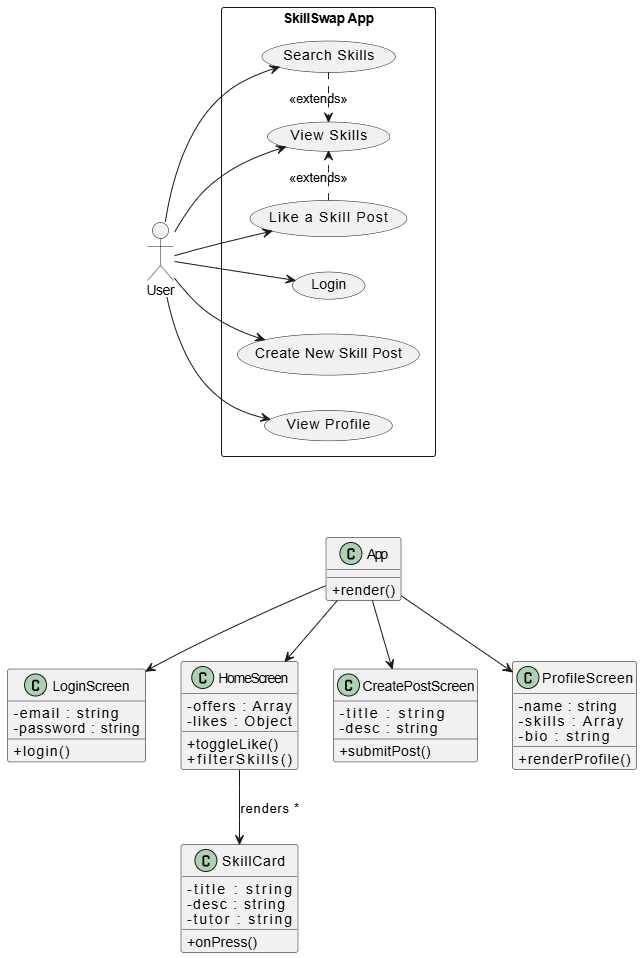 SkillSwap App
Search Skills
«extends»
View Skills
«extends»
Like a Skill Post
User
Login
Create New Skill Post
View Profile
C App
+render()
C LoginScreen
-email : string
-password : string
+login()
C HomeScreen
-offers : Array
-likes : Object
+toggleLike()
+filterSkills()
C CreatePostScreen
-title : string
-desc : string
+submitPost()
C ProfileScreen
-name : string
-skills : Array
-bio : string
+renderProfile()
renders *
C SkillCard
-title : string
-desc : string
-tutor : string
+onPress()